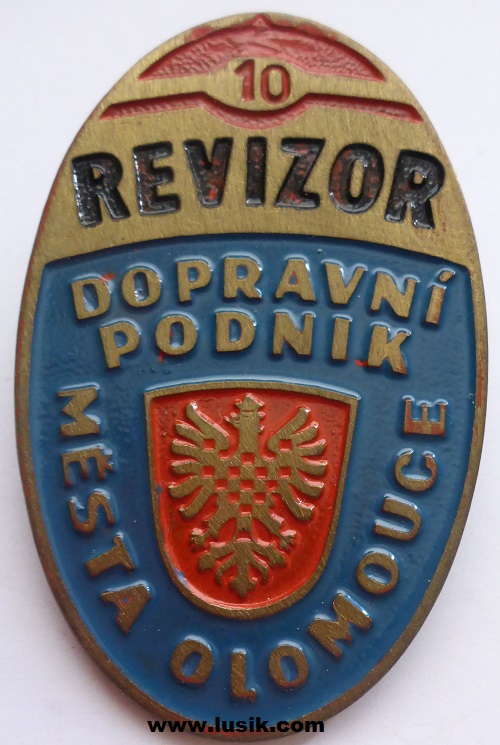 10
REVIZOR
DOPRAVNÍ
PODNIK
MĚSTA OLOMOUCE
www.lusik.com